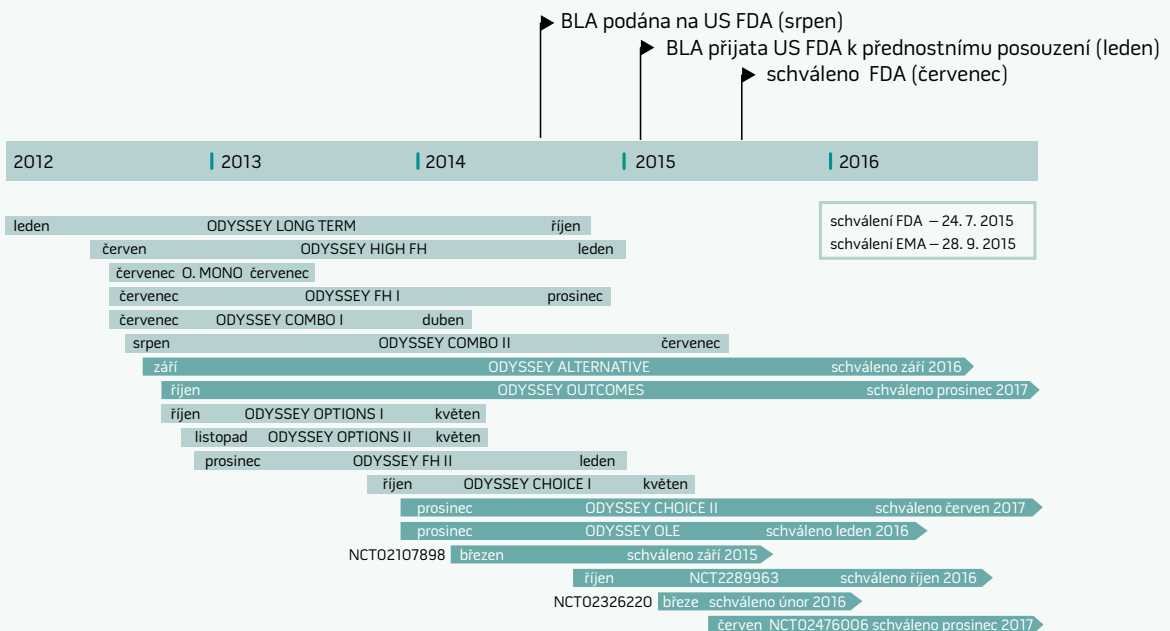 BLA podána na US FDA (srpen)
BLA přijata US FDA k přednostnímu posouzení (leden)
schváleno FDA (červenec)
2012 2013 2014 2015 2016
schválení FDA – 24. 7. 2015
schválení EMA – 28. 9. 2015
leden ODYSSEY LONG TERM říjen
červen ODYSSEY HIGH FH leden
červenec O. MONO červenec
červenec ODYSSEY FH I prosinec
červenec ODYSSEY COMBO I duben
srpen ODYSSEY COMBO II červenec
září ODYSSEY ALTERNATIVE schváleno září 2016
říjen ODYSSEY OUTCOMES schváleno prosinec 2017
říjen ODYSSEY OPTIONS I květen
listopad ODYSSEY OPTIONS II květen
prosinec ODYSSEY FH II leden
říjen ODYSSEY CHOICE I květen
prosinec ODYSSEY CHOICE II schváleno červen 2017
prosinec ODYSSEY OLE schváleno leden 2016
NCT02107898 březen schváleno září 2015
říjen NCT2289963 schváleno říjen 2016
NCT02326220 březe schváleno únor 2016
červen NCT02476006 schváleno prosinec 2017